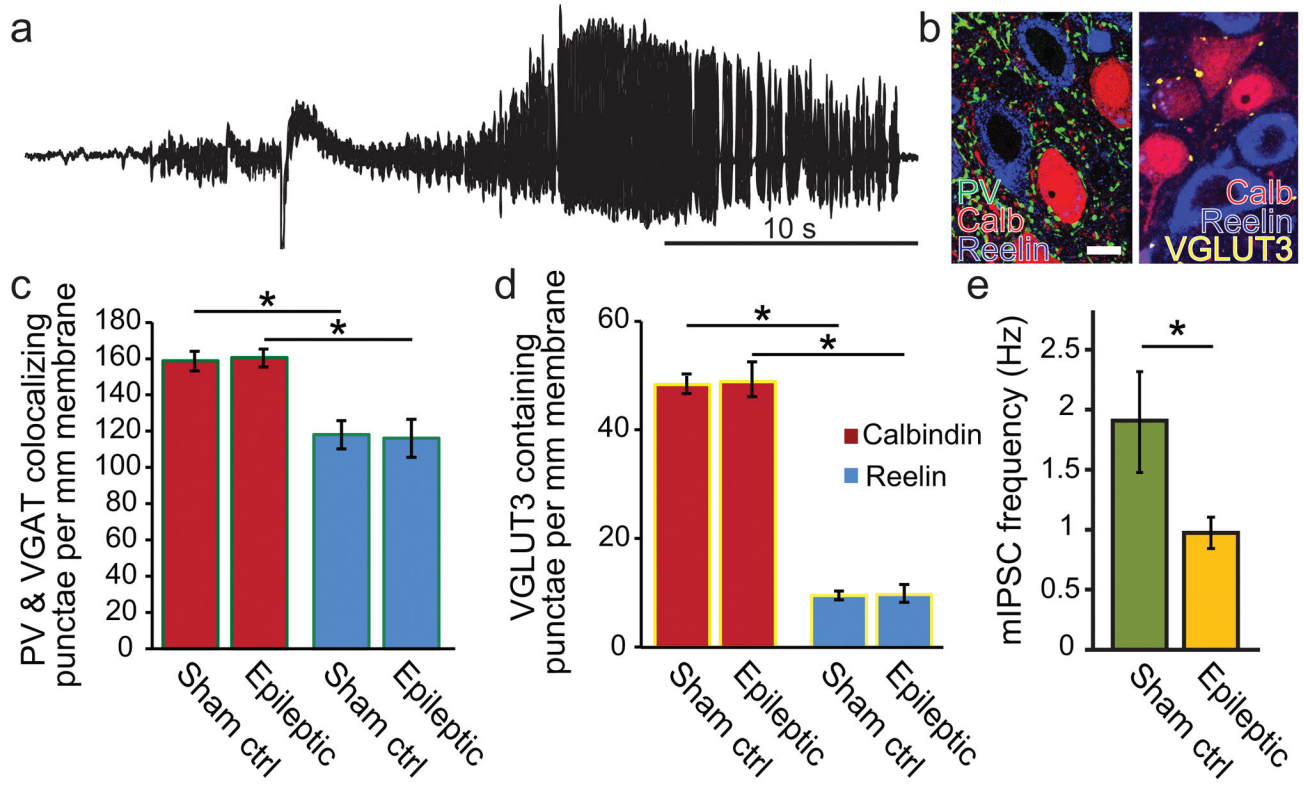 a
10 s
b
PV
Calb
Reelin
Calb
Reelin
VGLUT3
c
PV & VGAT colocalizing
punctae per mm membrane
180
160
140
120
100
80
60
40
20
0
*
*
Sham ctrl
Epileptic
Sham ctrl
Epileptic
d
VGLUT3 containing
punctae per mm membrane
60
40
20
0
*
*
Calbindin
Reelin
Sham ctrl
Epileptic
Sham ctrl
Epileptic
e
mIPSC frequency (Hz)
2.5
2
1.5
1
0.5
0
*
Sham ctrl
Epileptic